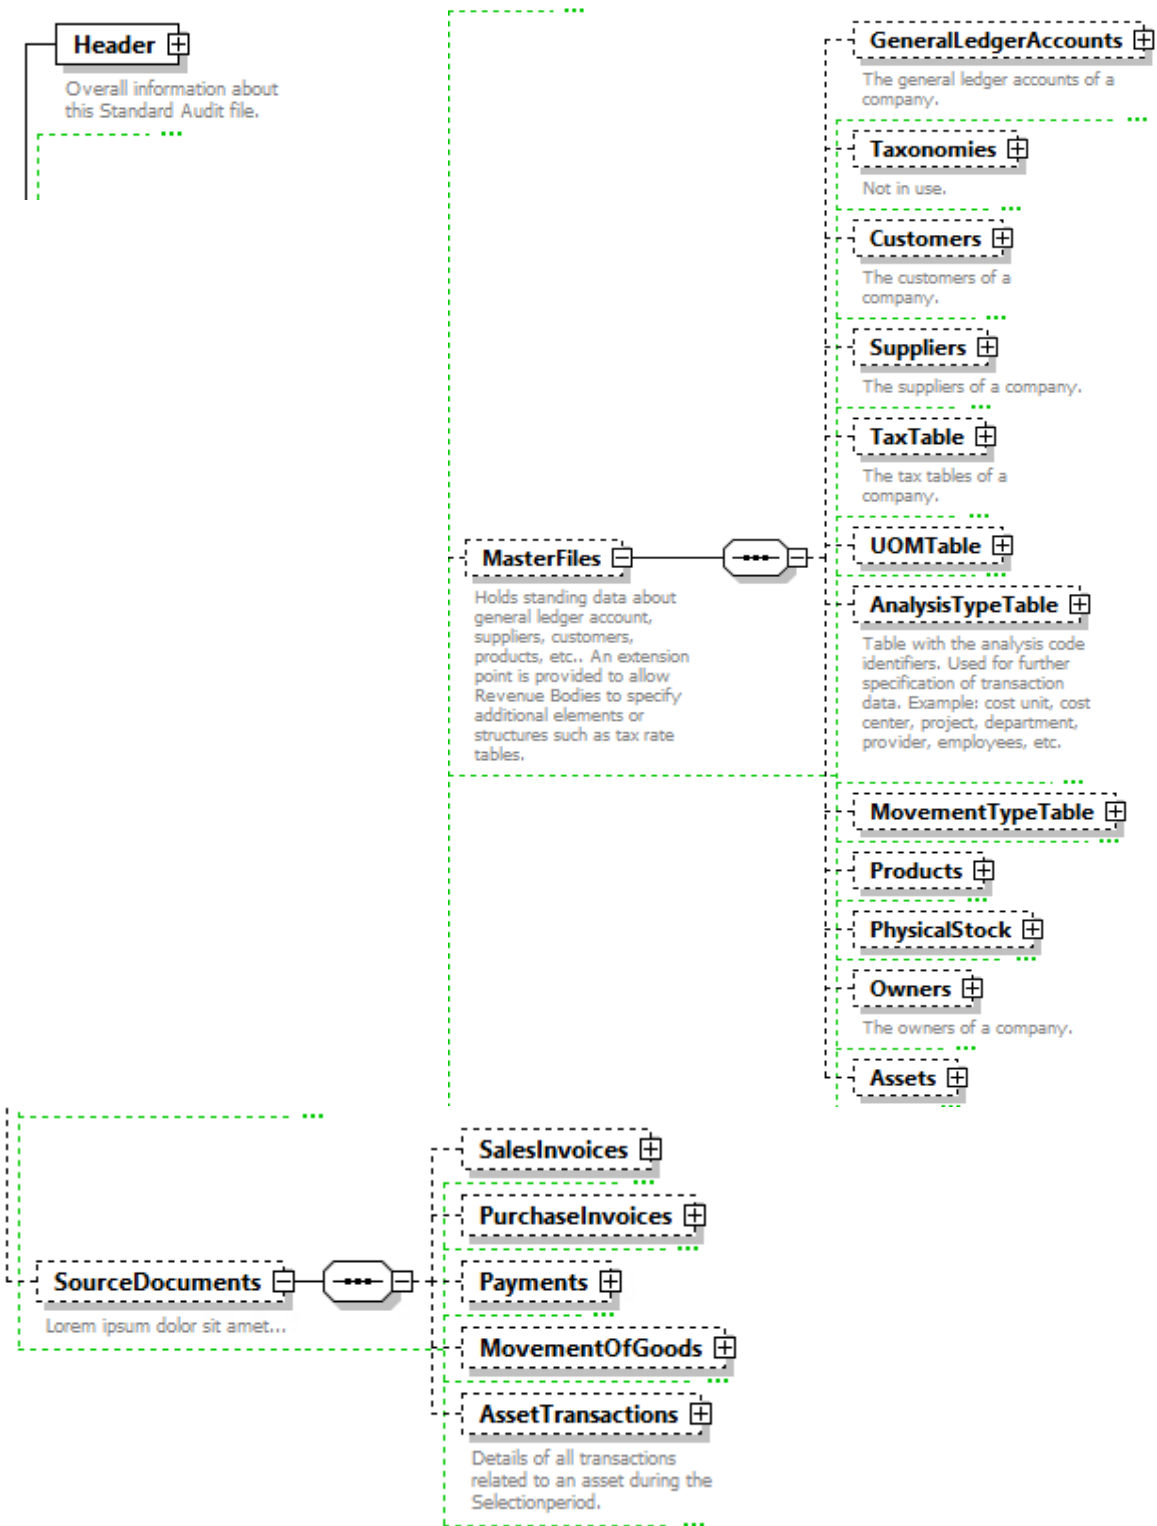 Header
Overall information about
this Standard Audit file.
GeneralLedgerAccounts
The general ledger accounts of a
company.
Taxonomies
Not in use.
Customers
The customers of a
company.
Suppliers
The suppliers of a company.
TaxTable
The tax tables of a
company.
UOMTable
MasterFiles
Holds standing data about
general ledger account,
suppliers, customers,
products, etc.. An extension
point is provided to allow
Revenue Bodies to specify
additional elements or
structures such as tax rate
tables.
AnalysisTypeTable
Table with the analysis code
identifiers. Used for further
specification of transaction
data. Example: cost unit, cost
center, project, department,
provider, employees, etc.
MovementTypeTable
Products
PhysicalStock
Owners
The owners of a company.
Assets
SalesInvoices
PurchaseInvoices
SourceDocuments
Lorem ipsum dolor sit amet...
Payments
MovementOfGoods
AssetTransactions
Details of all transactions
related to an asset during the
Selectionperiod.